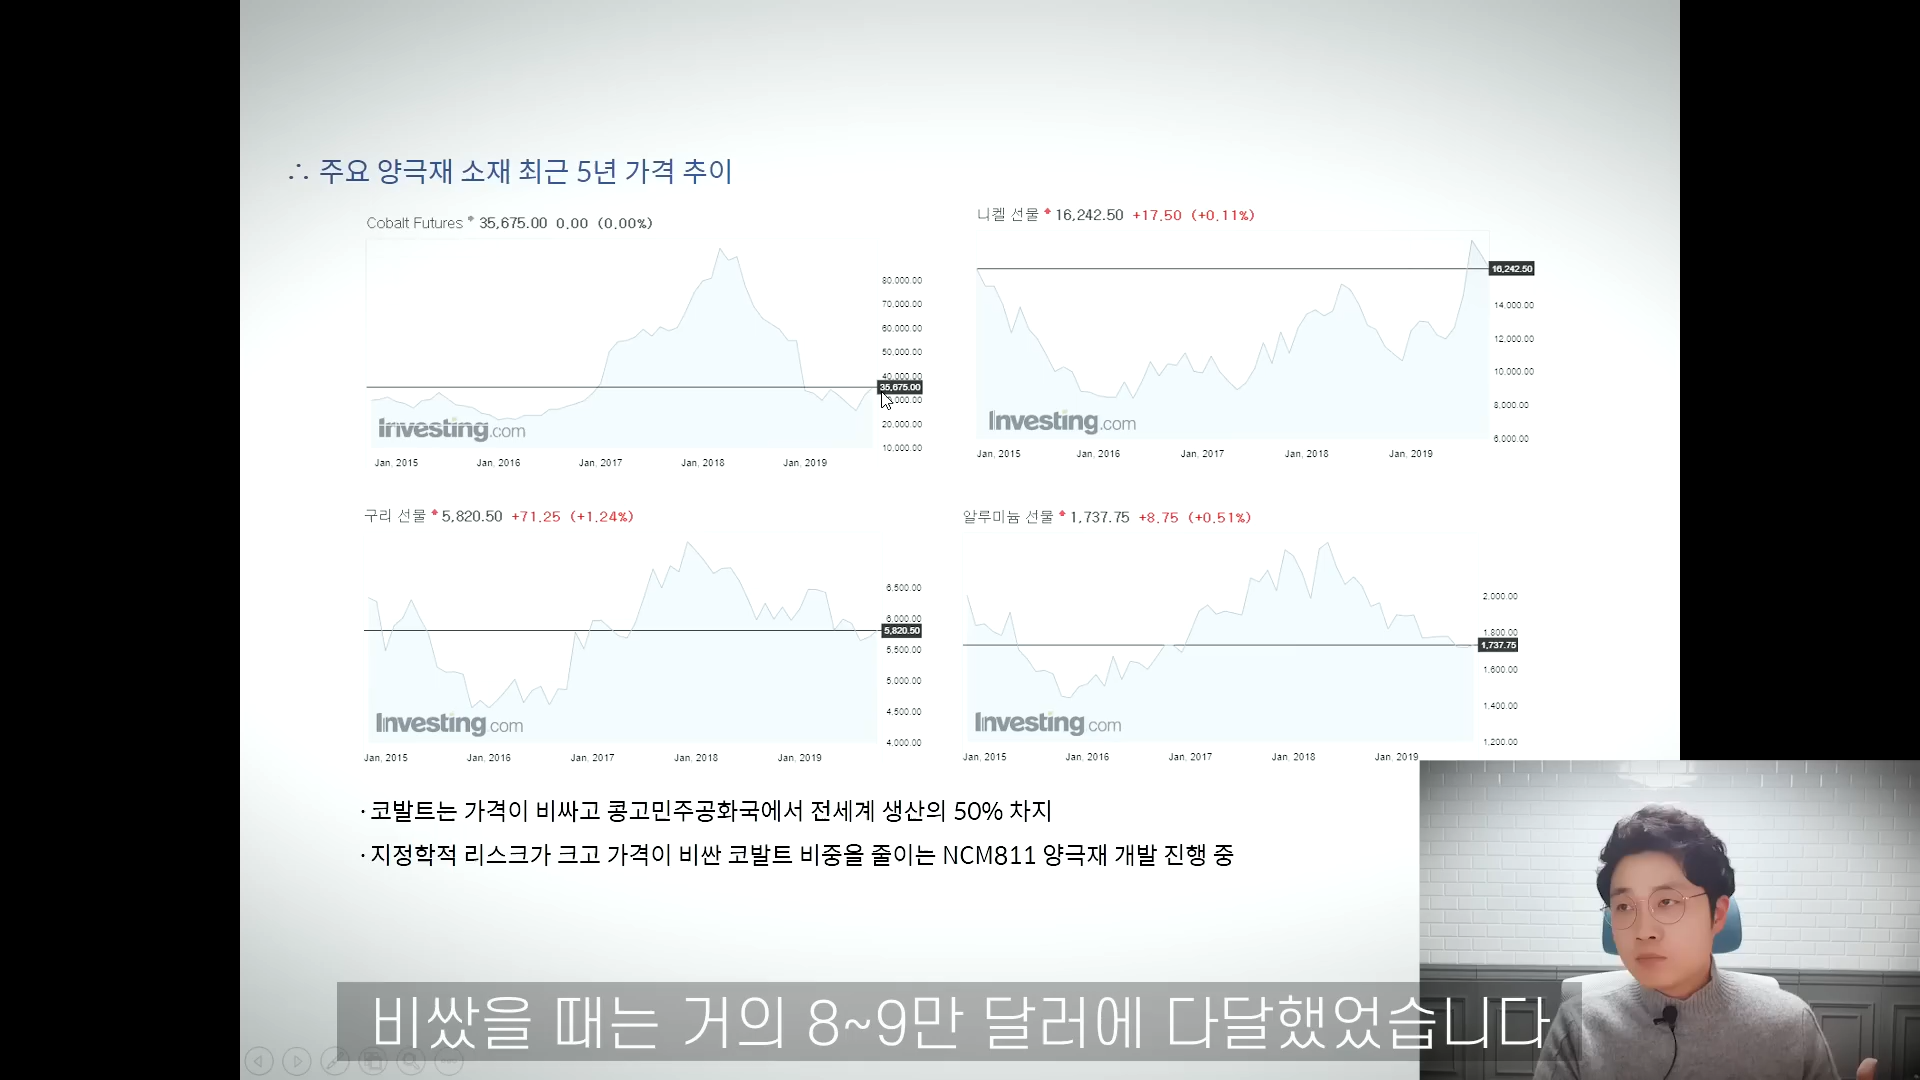 ∴ 주요 양극재 소재 최근 5년 가격 추이
Cobalt Futures * 35,675.00 0.00 (0.00%)
80,000.00
70,000.00
60,000.00
50,000.00
40,000.00
35,675.00
20,000.00
10,000.00
Investing.com
Jan, 2015 Jan, 2016 Jan, 2017 Jan, 2018 Jan, 2019
니켈 선물 * 16,242.50 +17.50 (+0.11%)
16,242.50
14,000.00
12,000.00
10,000.00
8,000.00
6,000.00
Investing.com
Jan, 2015 Jan, 2016 Jan, 2017 Jan, 2018 Jan, 2019
구리 선물 * 5,820.50 +71.25 (+1.24%)
6,500.00
6,000.00
5,820.50
5,500.00
5,000.00
4,500.00
4,000.00
Investing.com
Jan, 2015 Jan, 2016 Jan, 2017 Jan, 2018 Jan, 2019
알루미늄 선물 * 1,737.75 +8.75 (+0.51%)
2,000.00
1,800.00
1,737.75
1,600.00
1,400.00
1,200.00
Investing.com
Jan, 2015 Jan, 2016 Jan, 2017 Jan, 2018 Jan, 2019
· 코발트는 가격이 비싸고 콩고민주공화국에서 전세계 생산의 50% 차지
· 지정학적 리스크가 크고 가격이 비싼 코발트 비중을 줄이는 NCM811 양극재 개발 진행 중
비쌌을 때는 거의 8~9만 달러에 다달했었습니다